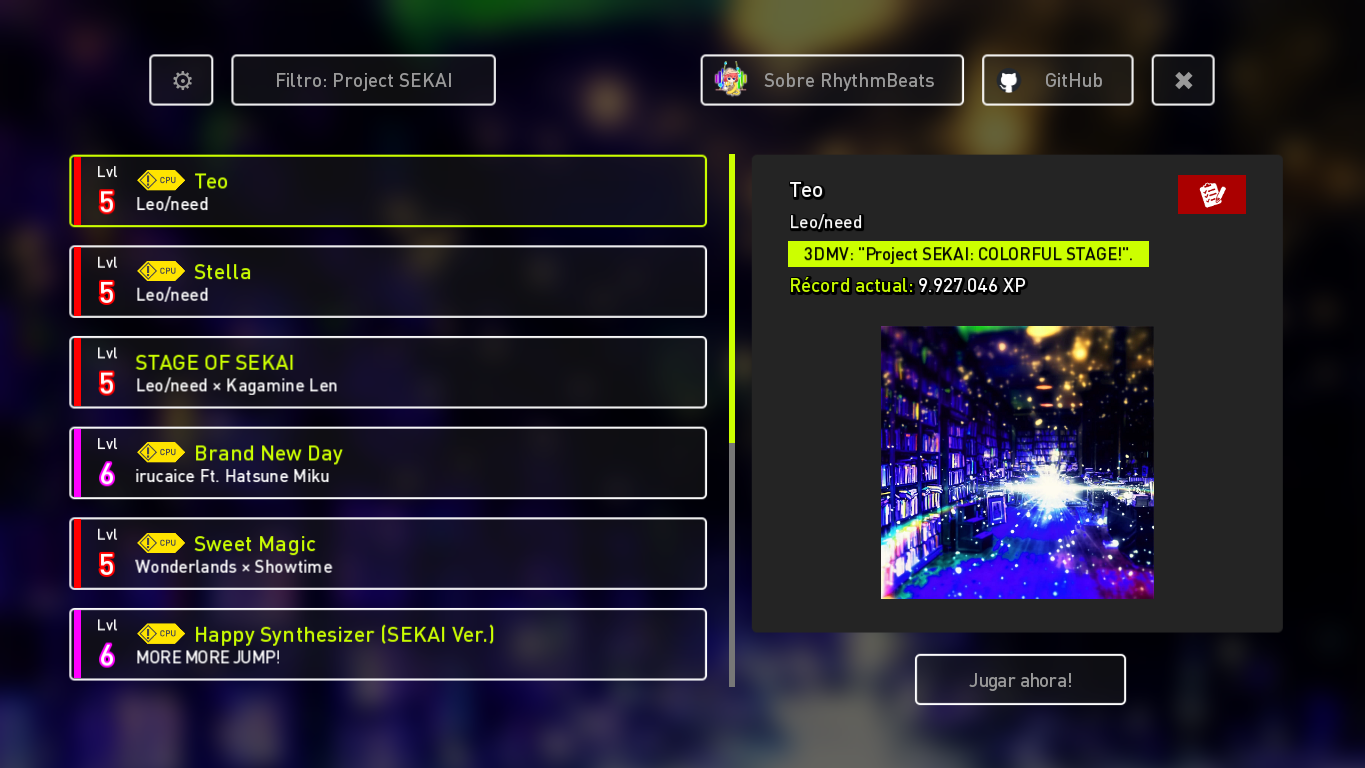 Filtro: Project SEKAI
Sobre RhythmBeats
GitHub
Lvl
5
CPU
Teo
Leo/need
Lvl
5
CPU
Stella
Leo/need
Lvl
5
STAGE OF SEKAI
Leo/need × Kagamine Len
Lvl
6
CPU
Brand New Day
irucaice Ft. Hatsune Miku
Lvl
5
CPU
Sweet Magic
Wonderlands × Showtime
Lvl
6
CPU
Happy Synthesizer (SEKAI Ver.)
MORE MORE JUMP!
Teo
Leo/need
3DMV: "Project SEKAI: COLORFUL STAGE!".
Récord actual: 9.927.046 XP
Jugar ahora!